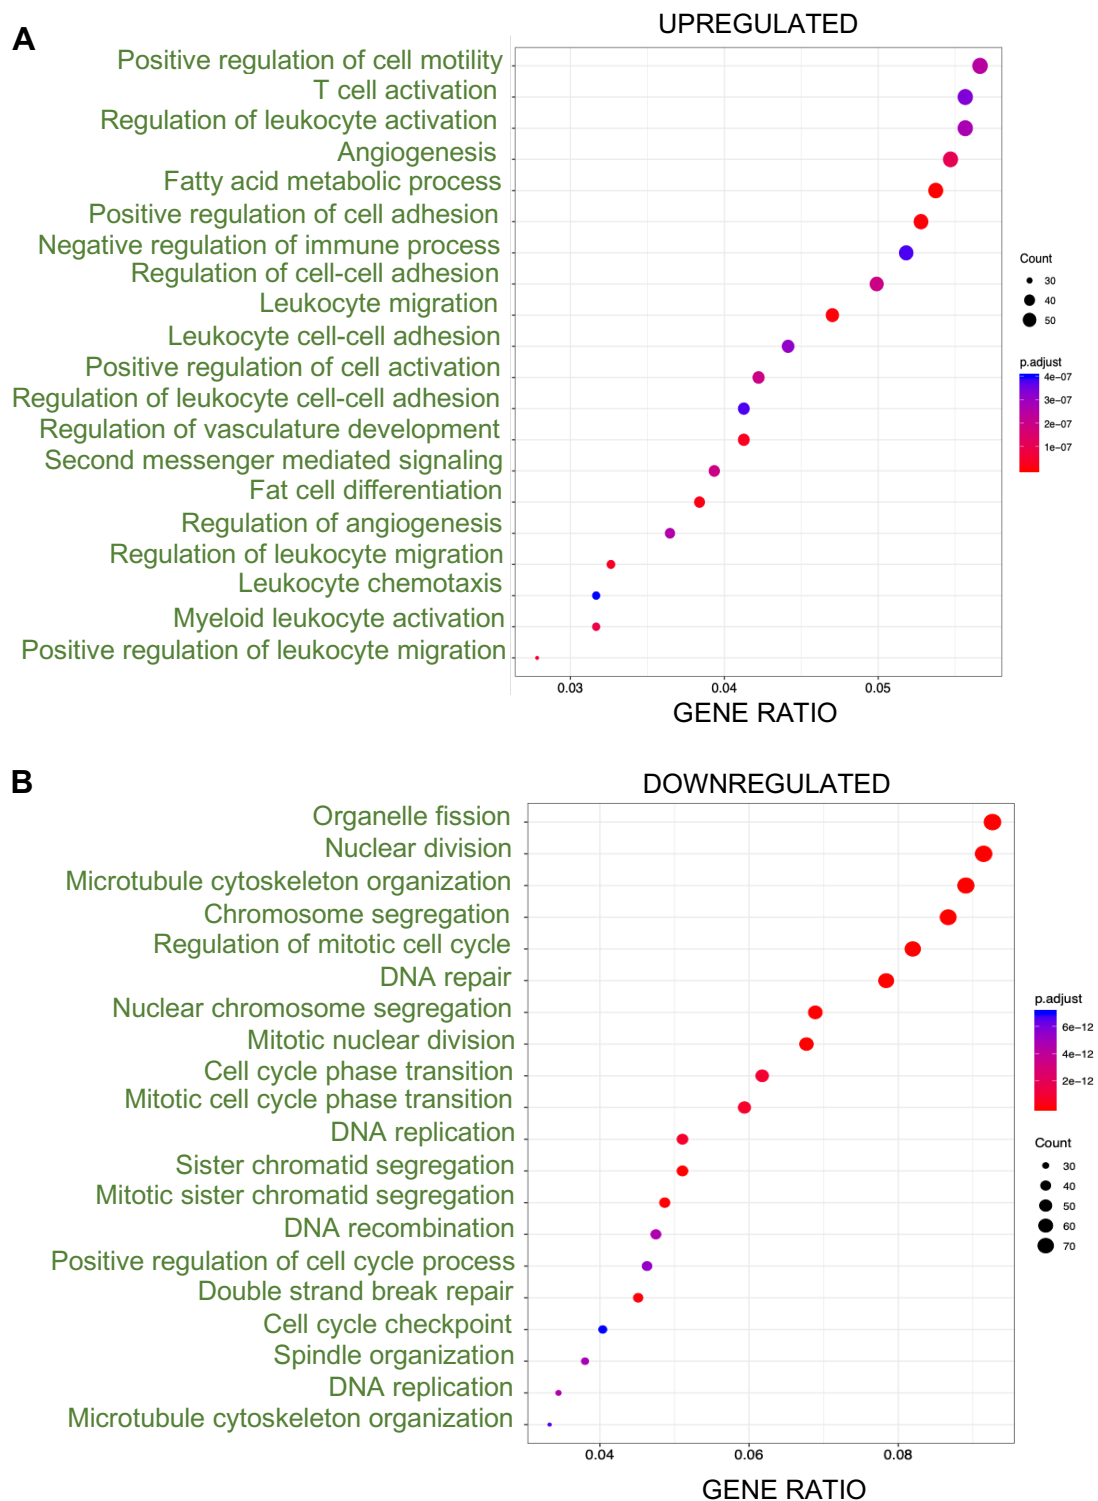 A
UPREGULATED
Positive regulation of cell motility
T cell activation
Regulation of leukocyte activation
Angiogenesis
Fatty acid metabolic process
Positive regulation of cell adhesion
Negative regulation of immune process
Regulation of cell-cell adhesion
Leukocyte migration
Leukocyte cell-cell adhesion
Positive regulation of cell activation
Regulation of leukocyte cell-cell adhesion
Regulation of vasculature development
Second messenger mediated signaling
Fat cell differentiation
Regulation of angiogenesis
Regulation of leukocyte migration
Leukocyte chemotaxis
Myeloid leukocyte activation
Positive regulation of leukocyte migration
0.03 0.04 0.05
GENE RATIO
Count
30
40
50
p.adjust
4e-07
3e-07
2e-07
1e-07
B
DOWNREGULATED
Organelle fission
Nuclear division
Microtubule cytoskeleton organization
Chromosome segregation
Regulation of mitotic cell cycle
DNA repair
Nuclear chromosome segregation
Mitotic nuclear division
Cell cycle phase transition
Mitotic cell cycle phase transition
DNA replication
Sister chromatid segregation
Mitotic sister chromatid segregation
DNA recombination
Positive regulation of cell cycle process
Double strand break repair
Cell cycle checkpoint
Spindle organization
DNA replication
Microtubule cytoskeleton organization
0.04 0.06 0.08
GENE RATIO
p.adjust
6e-12
4e-12
2e-12
Count
30
40
50
60
70